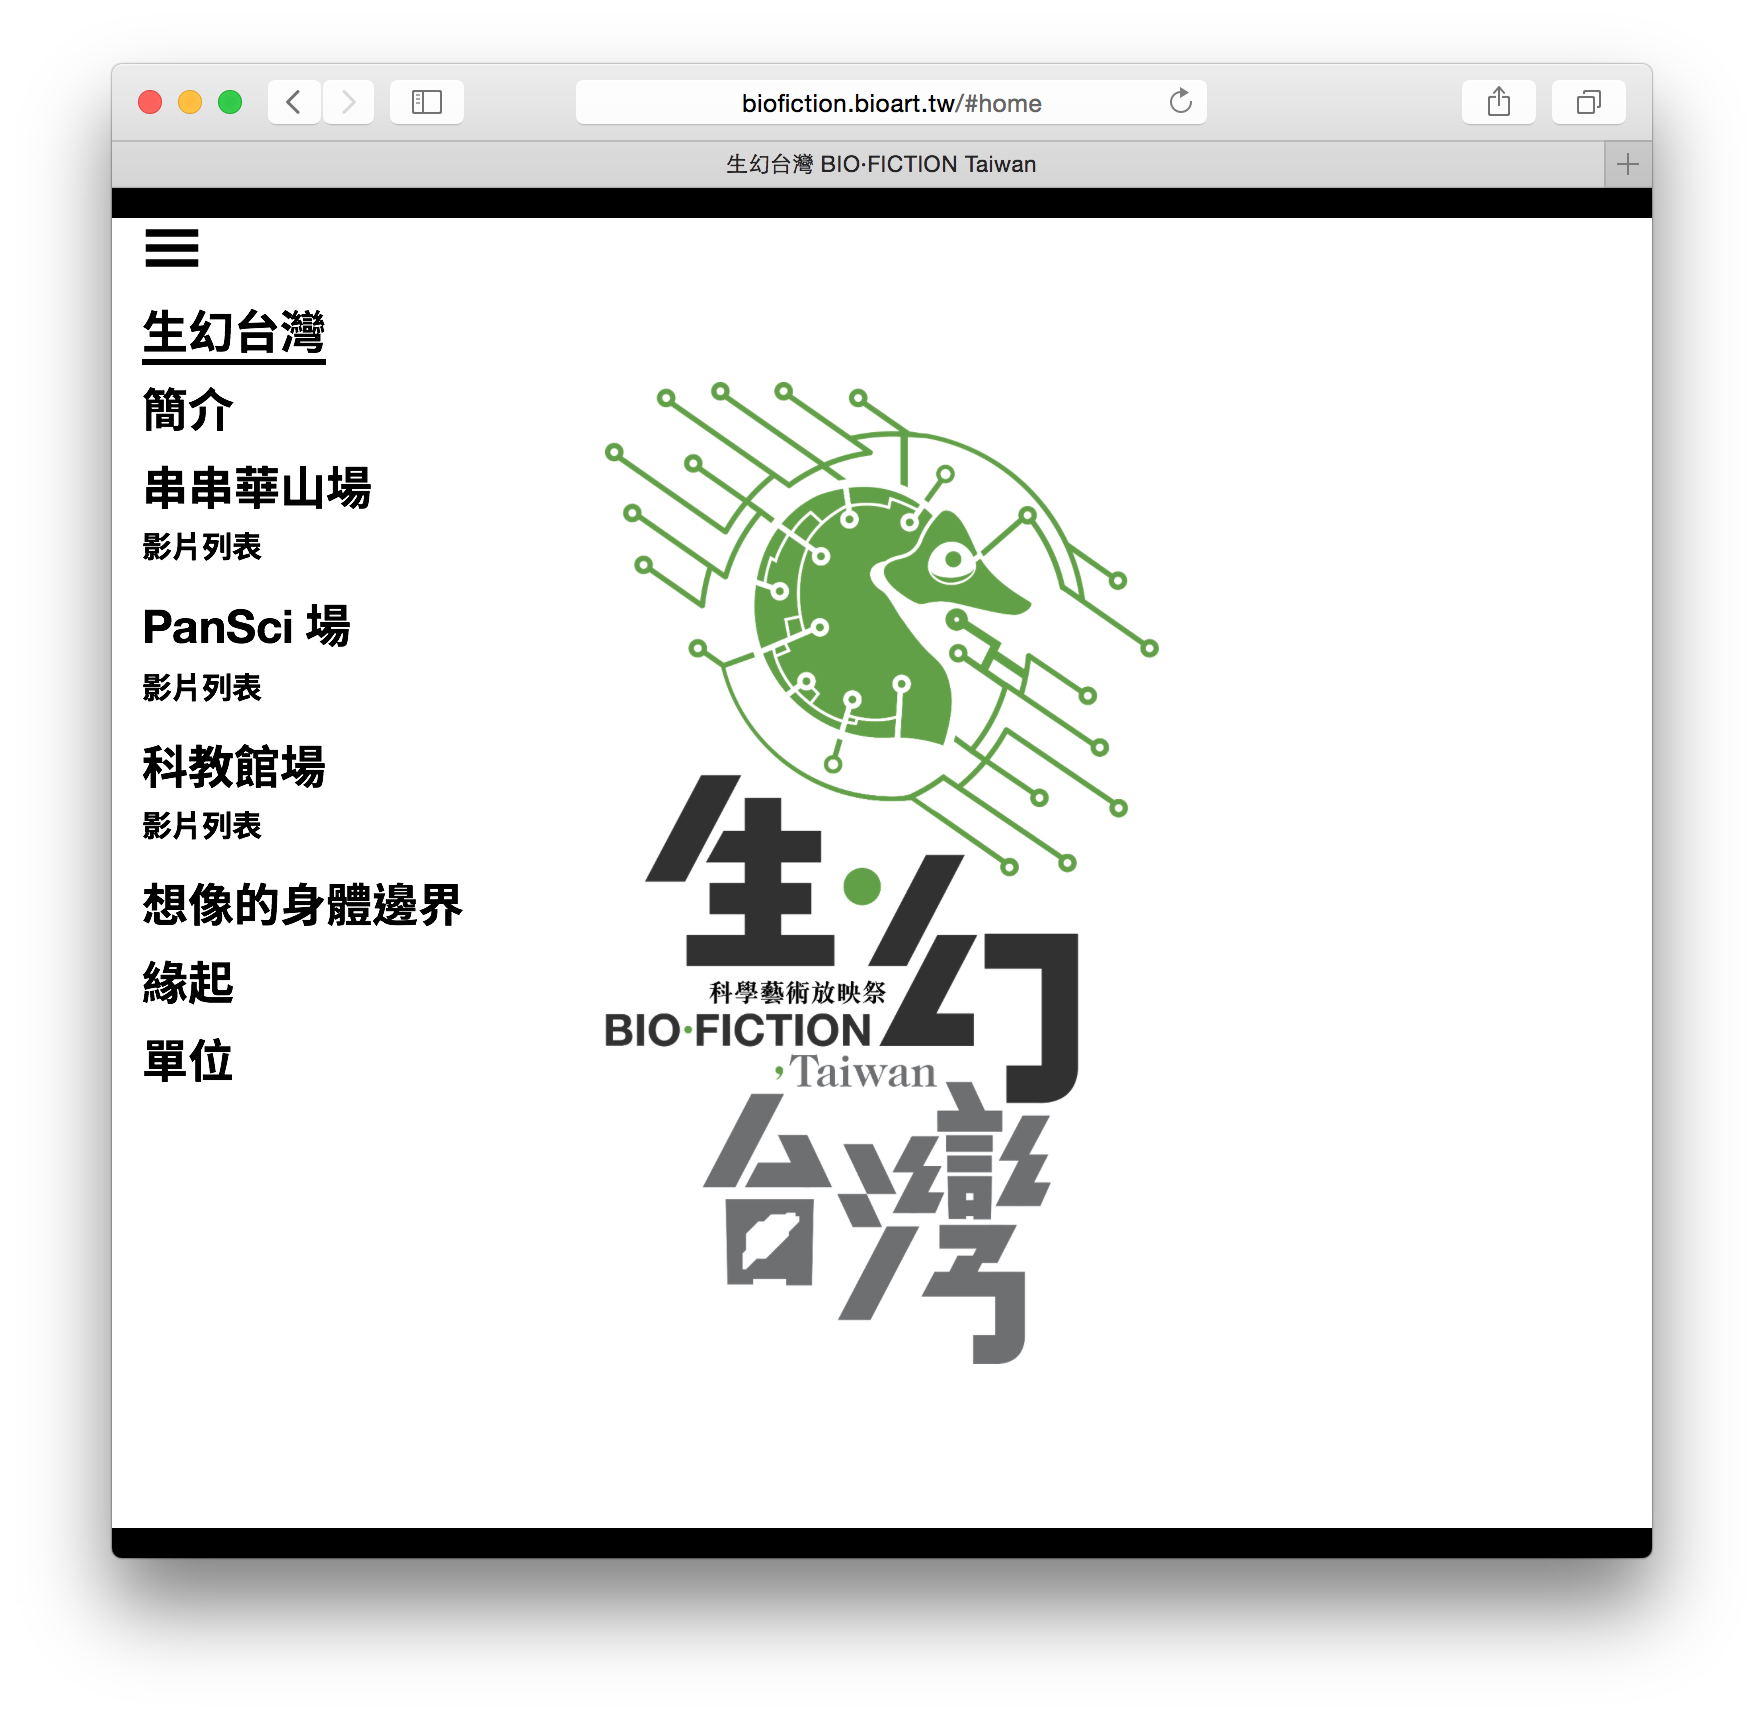 biofiction.bioart.tw/#home
生幻台灣 BIO·FICTION Taiwan
生幻台灣
簡介
串串華山場
影片列表
PanSci 場
影片列表
科教館場
影片列表
想像的身體邊界
緣起
單位
生·幻
科學藝術放映祭
BIO·FICTION
,Taiwan
台灣